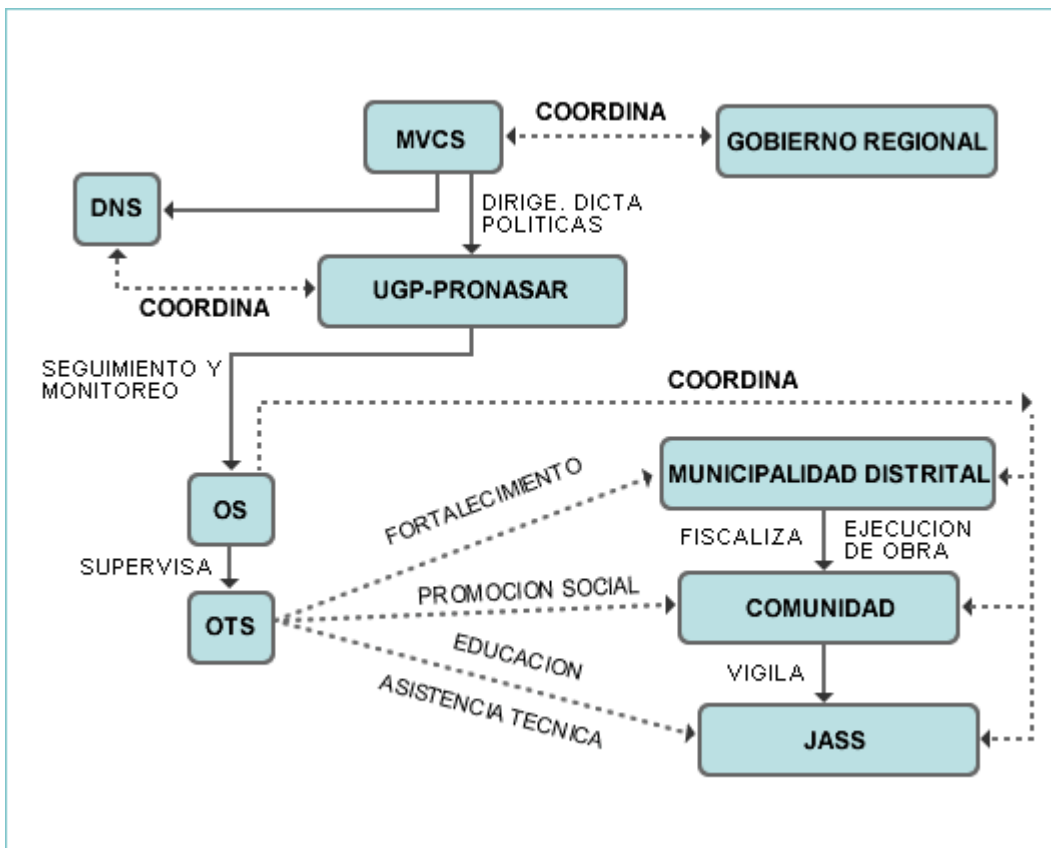 COORDINA
MVCS
GOBIERNO REGIONAL
DNS
DIRIGE. DICTA
POLITICAS
UGP-PRONASAR
COORDINA
SEGUIMIENTO Y
MONITOREO
COORDINA
MUNICIPALIDAD DISTRITAL
FORTALECIMIENTO
OS
FISCALIZA
EJECUCION
DE OBRA
SUPERVISA
PROMOCION SOCIAL
COMUNIDAD
OTS
EDUCACION
VIGILA
ASISTENCIA TECNICA
JASS